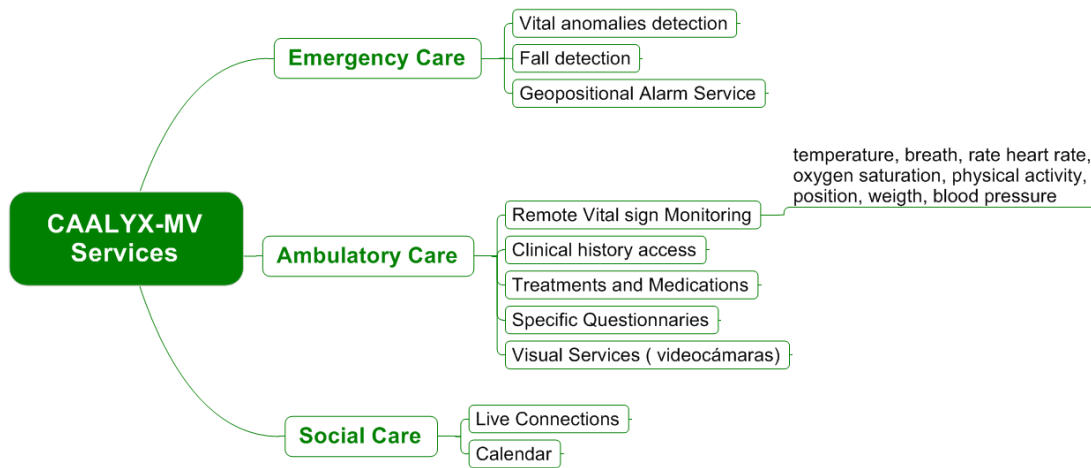 CAALYX-MV
Services
Emergency Care
Vital anomalies detection
Fall detection
Geopositional Alarm Service
Ambulatory Care
Remote Vital sign Monitoring
temperature, breath, rate heart rate,
oxygen saturation, physical activity,
position, weigth, blood pressure
Clinical history access
Treatments and Medications
Specific Questionnaries
Visual Services ( videocámaras)
Social Care
Live Connections
Calendar